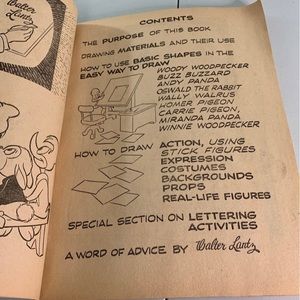 Walter
Lantz
CONTENTS
THE PURPOSE OF THIS BOOK
DRAWING MATERIALS AND THEIR USE
HOW TO USE BASIC SHAPES IN THE
EASY WAY TO DRAW
WOODY WOODPECKER
BUZZ BUZZARD
ANDY PANDA
OSWALD THE RABBIT
WALLY WALRUS
HOMER PIGEON
CARRIE PIGEON,
MIRANDA PANDA
WINNIE WOODPECKER
HOW TO DRAW ACTION, USING
STICK FIGURES
EXPRESSION
COSTUMES
BACKGROUNDS
PROPS
REAL-LIFE FIGURES
SPECIAL SECTION ON LETTERING
ACTIVITIES
A WORD OF ADVICE BY Walter Lantz